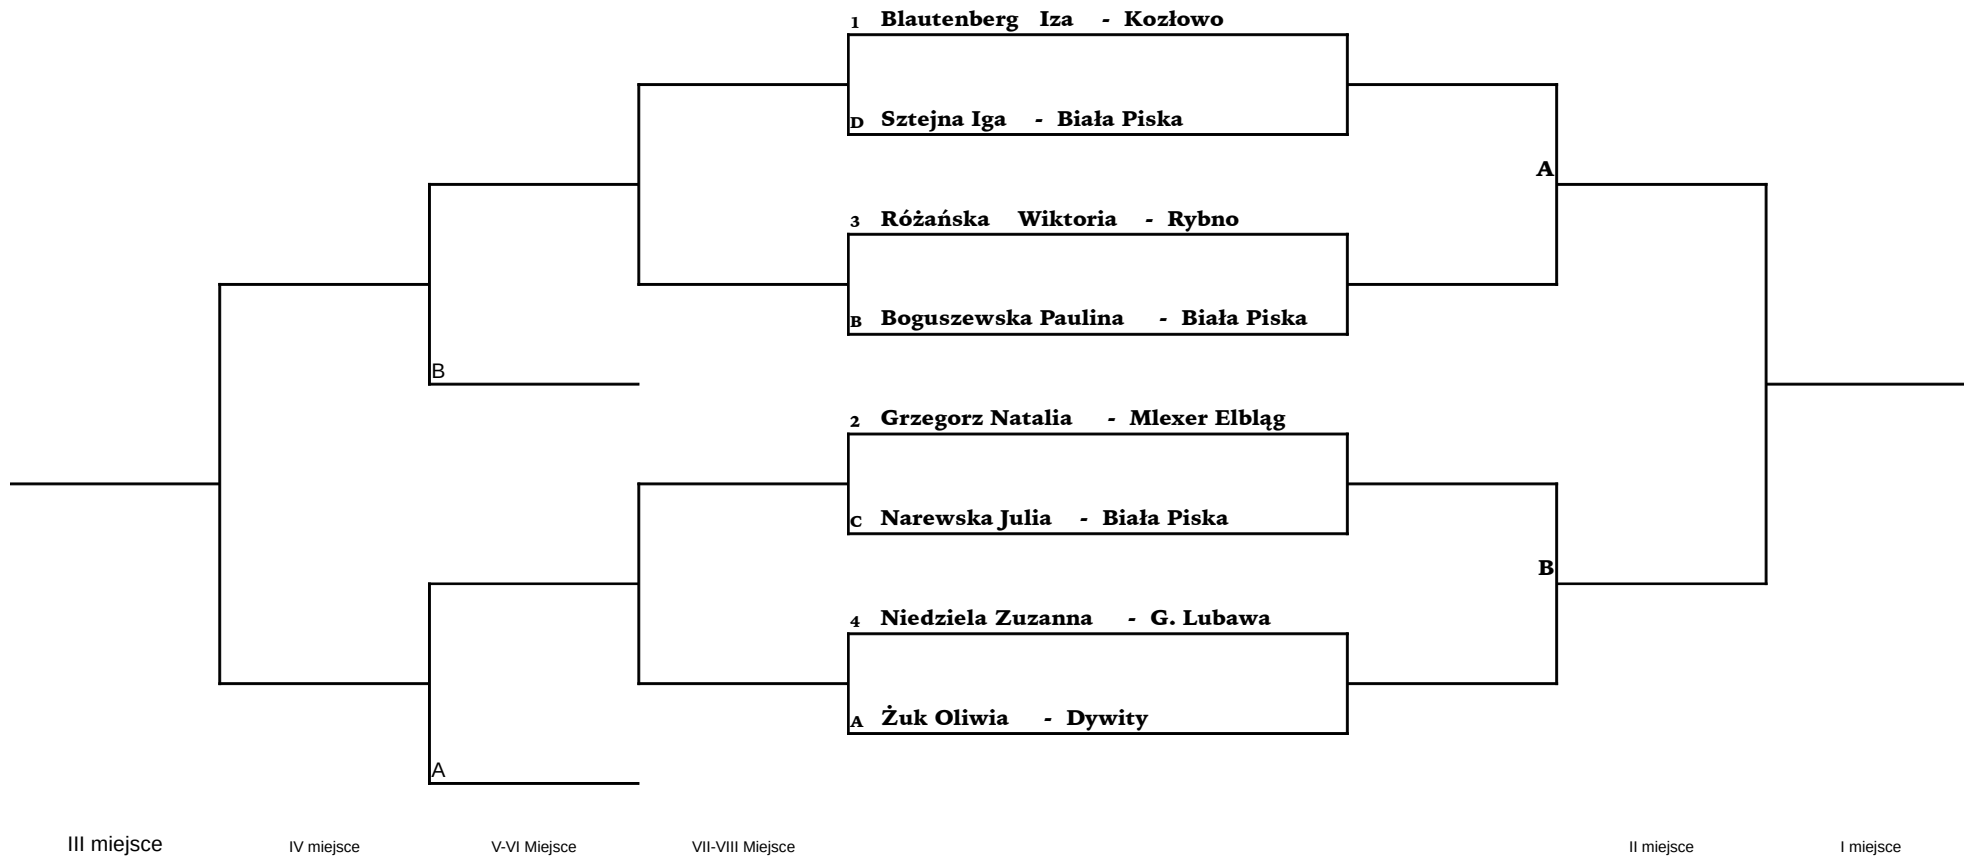 1 Blautenberg Iza - Kozłowo
D Sztejna Iga - Biała Piska
A
3 Różańska Wiktoria - Rybno
B Boguszewska Paulina - Biała Piska
B
2 Grzegorz Natalia - Mlexer Elbląg
C Narewska Julia - Biała Piska
B
4 Niedziela Zuzanna - G. Lubawa
A Żuk Oliwia - Dywity
A
III miejsce IV miejsce V-VI Miejsce VII-VIII Miejsce II miejsce I miejsce